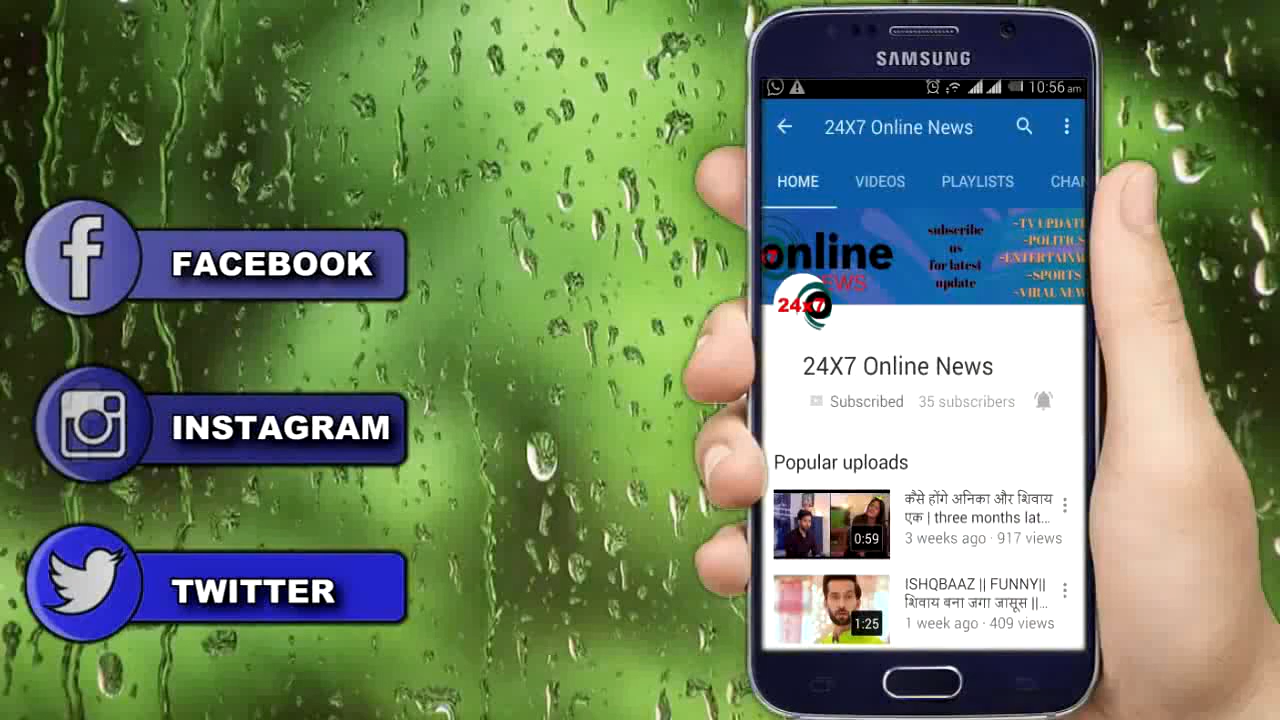 FACEBOOK
INSTAGRAM
TWITTER
SAMSUNG
10:56 am
24X7 Online News
HOME VIDEOS PLAYLISTS CHAN
online
NEWS
subscribe
us
for latest
update
~TV UPDATE
~POLITICS
~ENTERTAINM
~SPORTS
~VIRAL NEW
24x7
24X7 Online News
Subscribed 35 subscribers
Popular uploads
0:59
कैसे होंगे अनिका और शिवाय
एक | three months lat...
3 weeks ago · 917 views
1:25
ISHQBAAZ || FUNNY||
शिवाय बना जगा जासूस ||...
1 week ago · 409 views